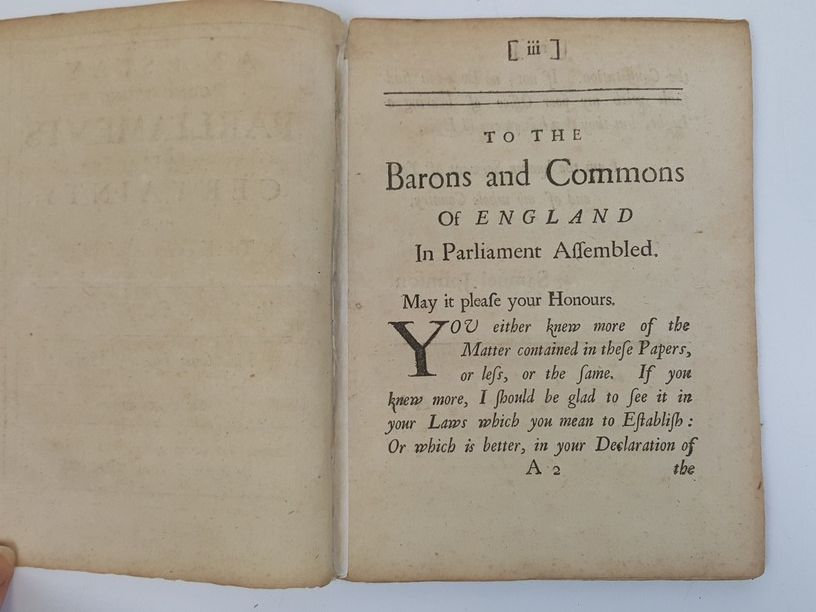 [ iii ]
TO THE
Barons and Commons
Of ENGLAND
In Parliament Aſſembled.
May it pleaſe your Honours.
YOU either knew more of the
Matter contained in theſe Papers,
or leſs, or the ſame. If you
knew more, I ſhould be glad to ſee it in
your Laws which you mean to Eſtabliſh :
Or which is better, in your Declaration of
A 2 the